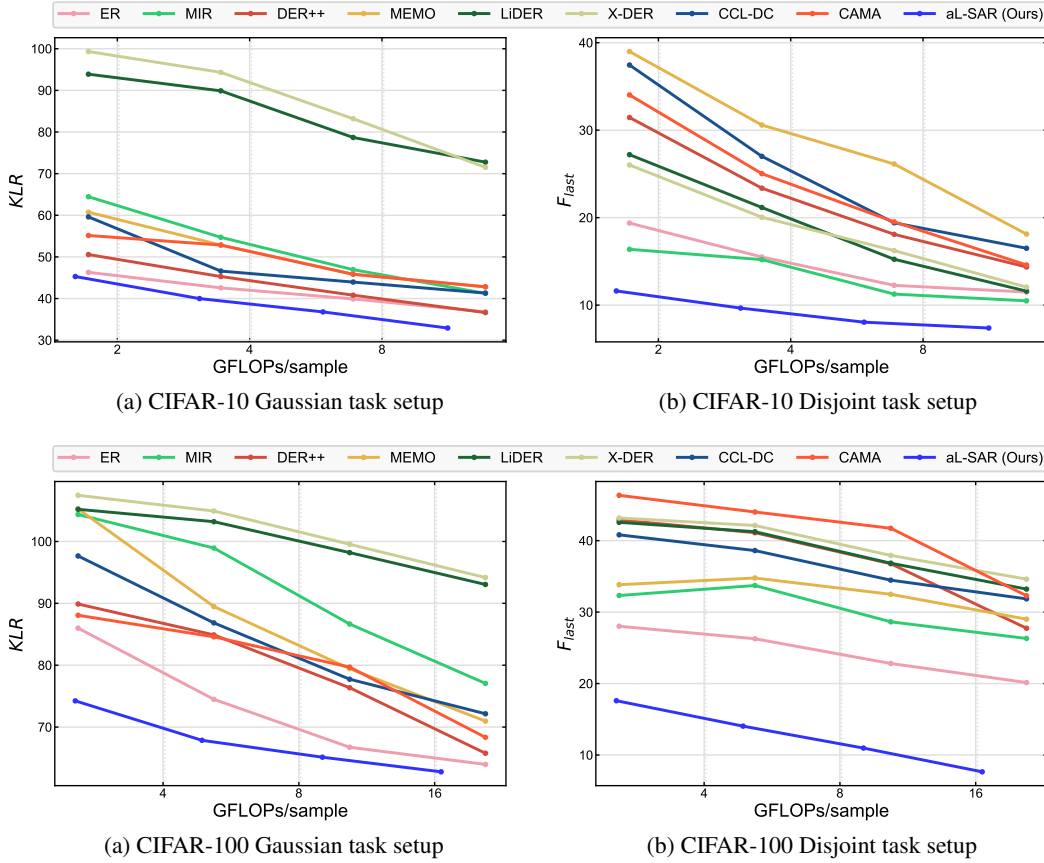 ER MIR DER++ MEMO LiDER X-DER CCL-DC CAMA aL-SAR (Ours)
100
90
80
70
60
50
40
30
KLR
2 4 8
GFLOPs/sample
(a) CIFAR-10 Gaussian task setup
40
30
20
10
F_last
2 4 8
GFLOPs/sample
(b) CIFAR-10 Disjoint task setup
ER MIR DER++ MEMO LiDER X-DER CCL-DC CAMA aL-SAR (Ours)
100
90
80
70
KLR
4 8 16
GFLOPs/sample
(a) CIFAR-100 Gaussian task setup
40
30
20
10
F_last
4 8 16
GFLOPs/sample
(b) CIFAR-100 Disjoint task setup